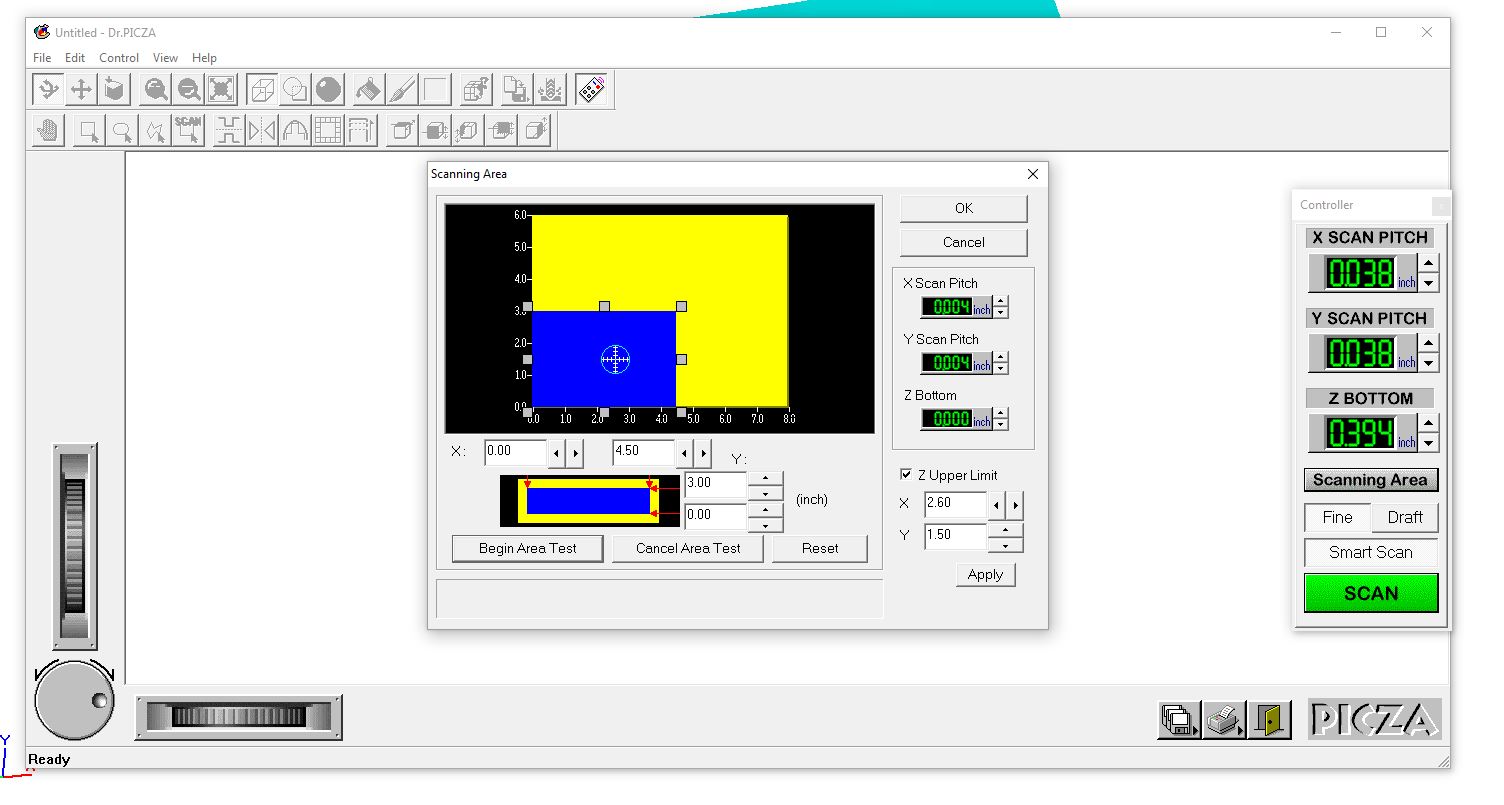 Untitled - Dr.PICZA
File Edit Control View Help
SCAN
Scanning Area
6.0
5.0
4.0
3.0
2.0
1.0
0.0
0.0 1.0 2.0 3.0 4.0 5.0 6.0 7.0 8.0
X: 0.00 4.50 Y:
3.00
0.00
(inch)
Begin Area Test Cancel Area Test Reset
OK
Cancel
X Scan Pitch
0.004 inch
Y Scan Pitch
0.004 inch
Z Bottom
0.000 inch
Z Upper Limit
X 2.60
Y 1.50
Apply
Controller
X SCAN PITCH
0.038 inch
Y SCAN PITCH
0.038 inch
Z BOTTOM
0.394 inch
Scanning Area
Fine Draft
Smart Scan
SCAN
PICZA
Y
Ready